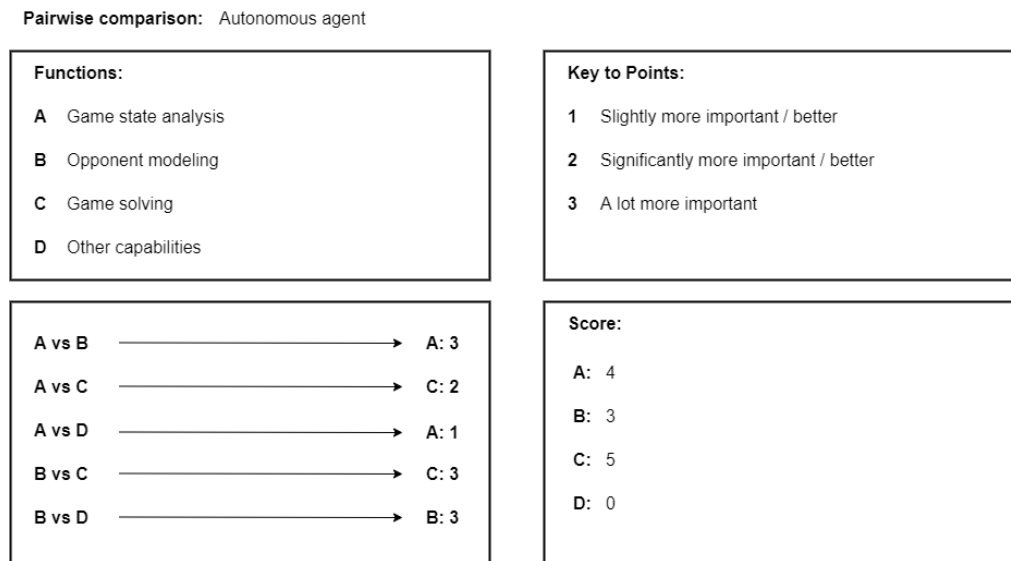 Pairwise comparison: Autonomous agent
Functions:
A Game state analysis
B Opponent modeling
C Game solving
D Other capabilities
Key to Points:
1 Slightly more important / better
2 Significantly more important / better
3 A lot more important
A vs B A: 3
A vs C C: 2
A vs D A: 1
B vs C C: 3
B vs D B: 3
Score:
A: 4
B: 3
C: 5
D: 0